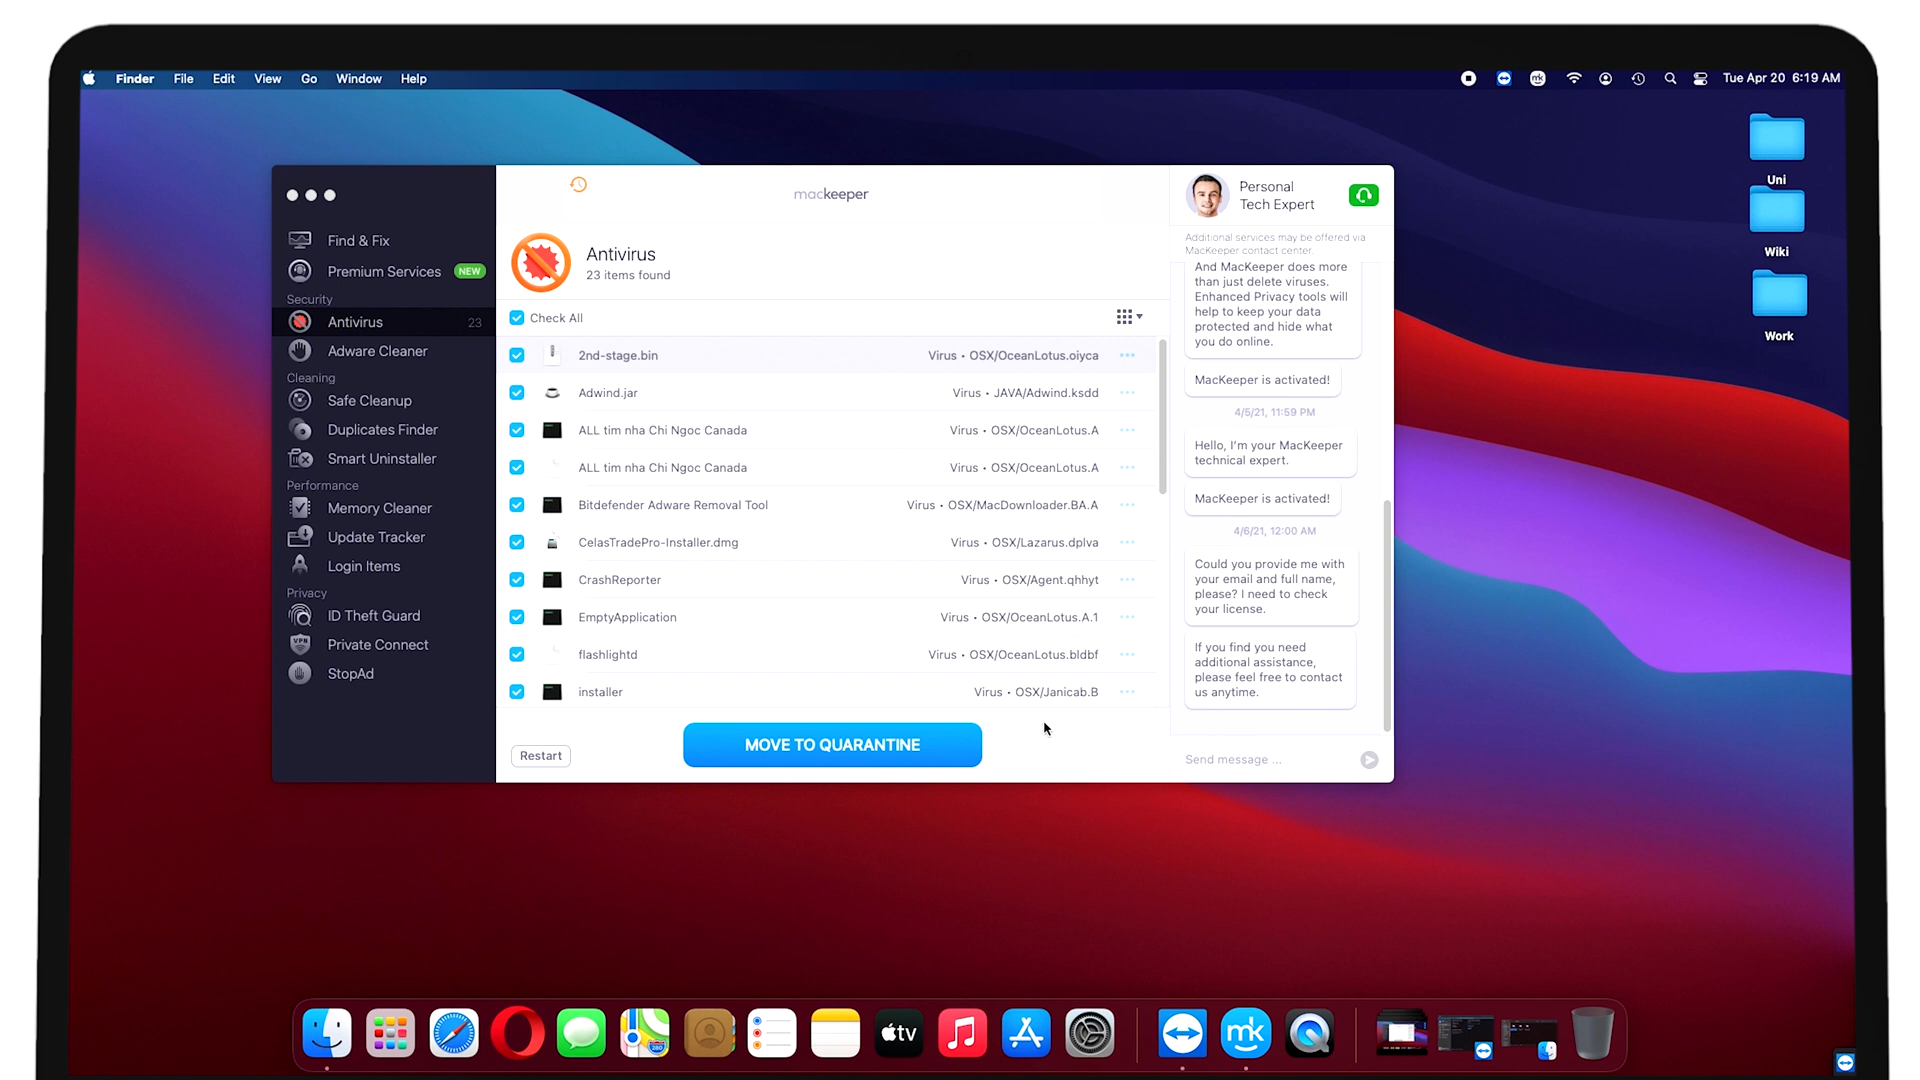 Finder File Edit View Go Window Help
mk
Tue Apr 20 6:19 AM
Uni
Wiki
Work
Find & Fix
Premium Services NEW
Security
Antivirus 23
Adware Cleaner
Cleaning
Safe Cleanup
Duplicates Finder
Smart Uninstaller
Performance
Memory Cleaner
Update Tracker
Login Items
Privacy
ID Theft Guard
VPN
Private Connect
StopAd
mackeeper
Antivirus
23 items found
Check All
2nd-stage.bin Virus • OSX/OceanLotus.oiyca
Adwind.jar Virus • JAVA/Adwind.ksdd
ALL tim nha Chi Ngoc Canada Virus • OSX/OceanLotus.A
ALL tim nha Chi Ngoc Canada Virus • OSX/OceanLotus.A
Bitdefender Adware Removal Tool Virus • OSX/MacDownloader.BA.A
CelasTradePro-Installer.dmg Virus • OSX/Lazarus.dplva
CrashReporter Virus • OSX/Agent.qhhyt
EmptyApplication Virus • OSX/OceanLotus.A.1
flashlightd Virus • OSX/OceanLotus.bldbf
installer Virus • OSX/Janicab.B
Restart
MOVE TO QUARANTINE
Personal
Tech Expert
Additional services may be offered via
MacKeeper contact center.
And MacKeeper does more
than just delete viruses.
Enhanced Privacy tools will
help to keep your data
protected and hide what
you do online.
MacKeeper is activated!
4/5/21, 11:59 PM
Hello, I'm your MacKeeper
technical expert.
MacKeeper is activated!
4/6/21, 12:00 AM
Could you provide me with
your email and full name,
please? I need to check
your license.
If you find you need
additional assistance,
please feel free to contact
us anytime.
Send message ...
tv
mk